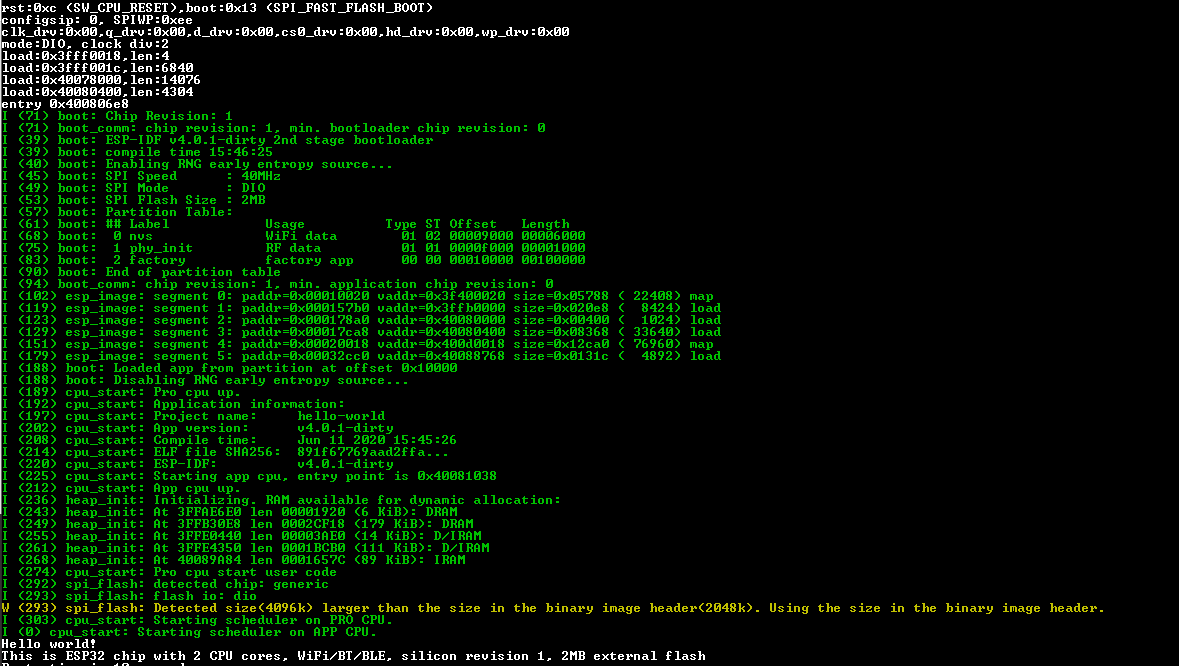 rst:0xc (SW_CPU_RESET),boot:0x13 (SPI_FAST_FLASH_BOOT)
configsip: 0, SPIWP:0xee
clk_drv:0x00,q_drv:0x00,d_drv:0x00,cs0_drv:0x00,hd_drv:0x00,wp_drv:0x00
mode:DIO, clock div:2
load:0x3fff0018,len:4
load:0x3fff001c,len:6840
load:0x40078000,len:14076
load:0x40080400,len:4304
entry 0x400806e8
I (71) boot: Chip Revision: 1
I (71) boot_comm: chip revision: 1, min. bootloader chip revision: 0
I (39) boot: ESP-IDF v4.0.1-dirty 2nd stage bootloader
I (39) boot: compile time 15:46:25
I (40) boot: Enabling RNG early entropy source...
I (45) boot: SPI Speed      : 40MHz
I (49) boot: SPI Mode       : DIO
I (53) boot: SPI Flash Size : 2MB
I (57) boot: Partition Table:
I (61) boot: ## Label            Usage          Type ST Offset   Length
I (68) boot:  0 nvs              WiFi data        01 02 00009000 00006000
I (75) boot:  1 phy_init         RF data          01 01 0000f000 00001000
I (83) boot:  2 factory          factory app      00 00 00010000 00100000
I (90) boot: End of partition table
I (94) boot_comm: chip revision: 1, min. application chip revision: 0
I (102) esp_image: segment 0: paddr=0x00010020 vaddr=0x3f400020 size=0x05788 ( 22408) map
I (119) esp_image: segment 1: paddr=0x000157b0 vaddr=0x3ffb0000 size=0x020e8 (  8424) load
I (123) esp_image: segment 2: paddr=0x000178a0 vaddr=0x40080000 size=0x00400 (  1024) load
I (129) esp_image: segment 3: paddr=0x00017ca8 vaddr=0x40080400 size=0x08368 ( 33640) load
I (151) esp_image: segment 4: paddr=0x00020018 vaddr=0x400d0018 size=0x12ca0 ( 76960) map
I (179) esp_image: segment 5: paddr=0x00032cc0 vaddr=0x40088768 size=0x0131c (  4892) load
I (188) boot: Loaded app from partition at offset 0x10000
I (188) boot: Disabling RNG early entropy source...
I (189) cpu_start: Pro cpu up.
I (192) cpu_start: Application information:
I (197) cpu_start: Project name:     hello-world
I (202) cpu_start: App version:      v4.0.1-dirty
I (208) cpu_start: Compile time:     Jun 11 2020 15:45:26
I (214) cpu_start: ELF file SHA256:  891f67769aad2ffa...
I (220) cpu_start: ESP-IDF:          v4.0.1-dirty
I (225) cpu_start: Starting app cpu, entry point is 0x40081038
I (212) cpu_start: App cpu up.
I (236) heap_init: Initializing. RAM available for dynamic allocation:
I (243) heap_init: At 3FFAE6E0 len 00001920 (6 KiB): DRAM
I (249) heap_init: At 3FFB30E8 len 0002CF18 (179 KiB): DRAM
I (255) heap_init: At 3FFE0440 len 00003AE0 (14 KiB): D/IRAM
I (261) heap_init: At 3FFE4350 len 0001BCB0 (111 KiB): D/IRAM
I (268) heap_init: At 40089A84 len 0001657C (89 KiB): IRAM
I (274) cpu_start: Pro cpu start user code
I (292) spi_flash: detected chip: generic
I (293) spi_flash: flash io: dio
W (293) spi_flash: Detected size(4096k) larger than the size in the binary image header(2048k). Using the size in the binary image header.
I (303) cpu_start: Starting scheduler on PRO CPU.
I (0) cpu_start: Starting scheduler on APP CPU.
Hello world!
This is ESP32 chip with 2 CPU cores, WiFi/BT/BLE, silicon revision 1, 2MB external flash